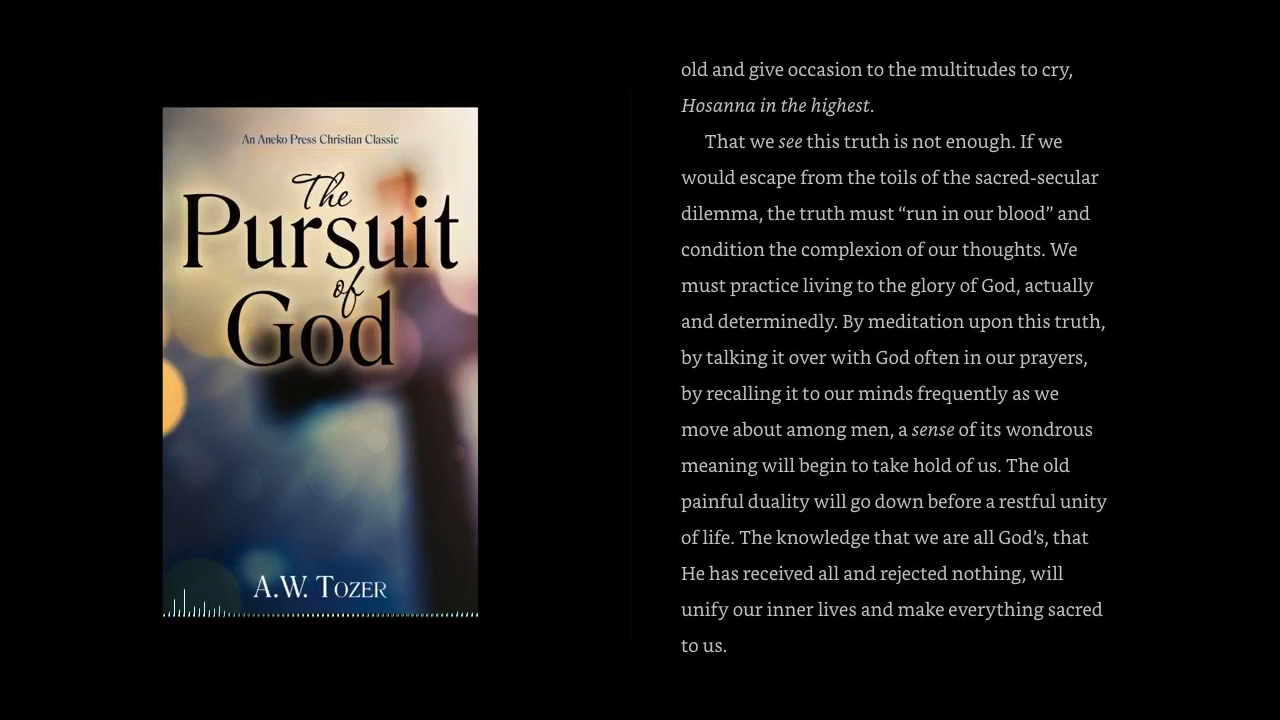 An Aneko Press Christian Classic
The
Pursuit
of
God
A.W. Tozer
old and give occasion to the multitudes to cry,
Hosanna in the highest.
That we see this truth is not enough. If we
would escape from the toils of the sacred-secular
dilemma, the truth must “run in our blood” and
condition the complexion of our thoughts. We
must practice living to the glory of God, actually
and determinedly. By meditation upon this truth,
by talking it over with God often in our prayers,
by recalling it to our minds frequently as we
move about among men, a sense of its wondrous
meaning will begin to take hold of us. The old
painful duality will go down before a restful unity
of life. The knowledge that we are all God’s, that
He has received all and rejected nothing, will
unify our inner lives and make everything sacred
to us.